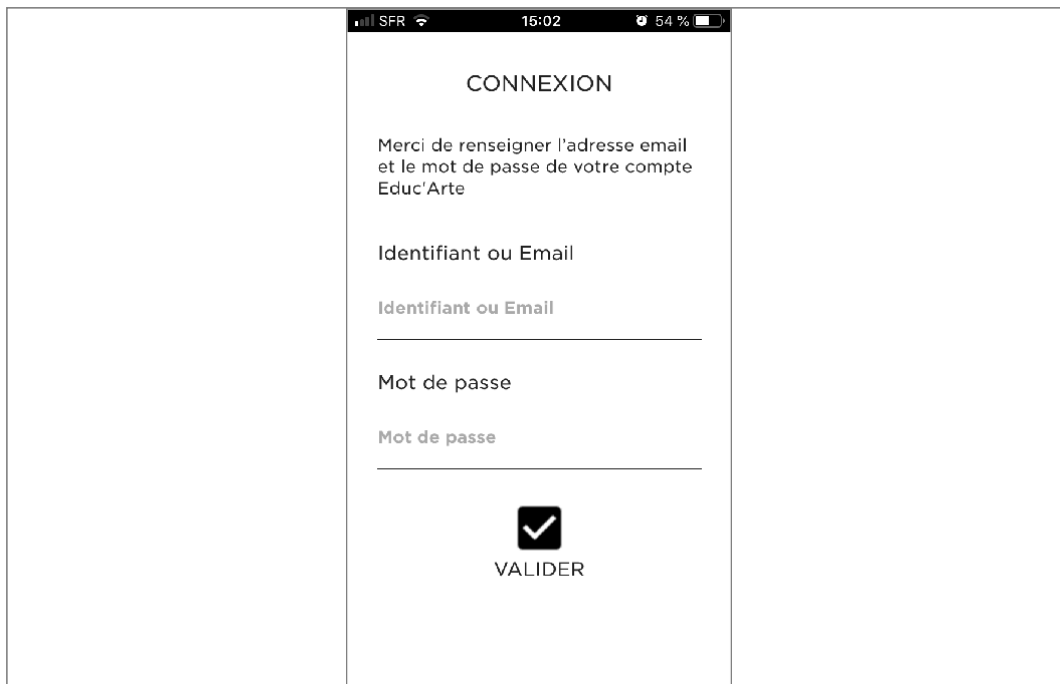 SFR 15:02 54 %
CONNEXION
Merci de renseigner l'adresse email
et le mot de passe de votre compte
Educ'Arte
Identifiant ou Email
Identifiant ou Email
Mot de passe
Mot de passe
VALIDER